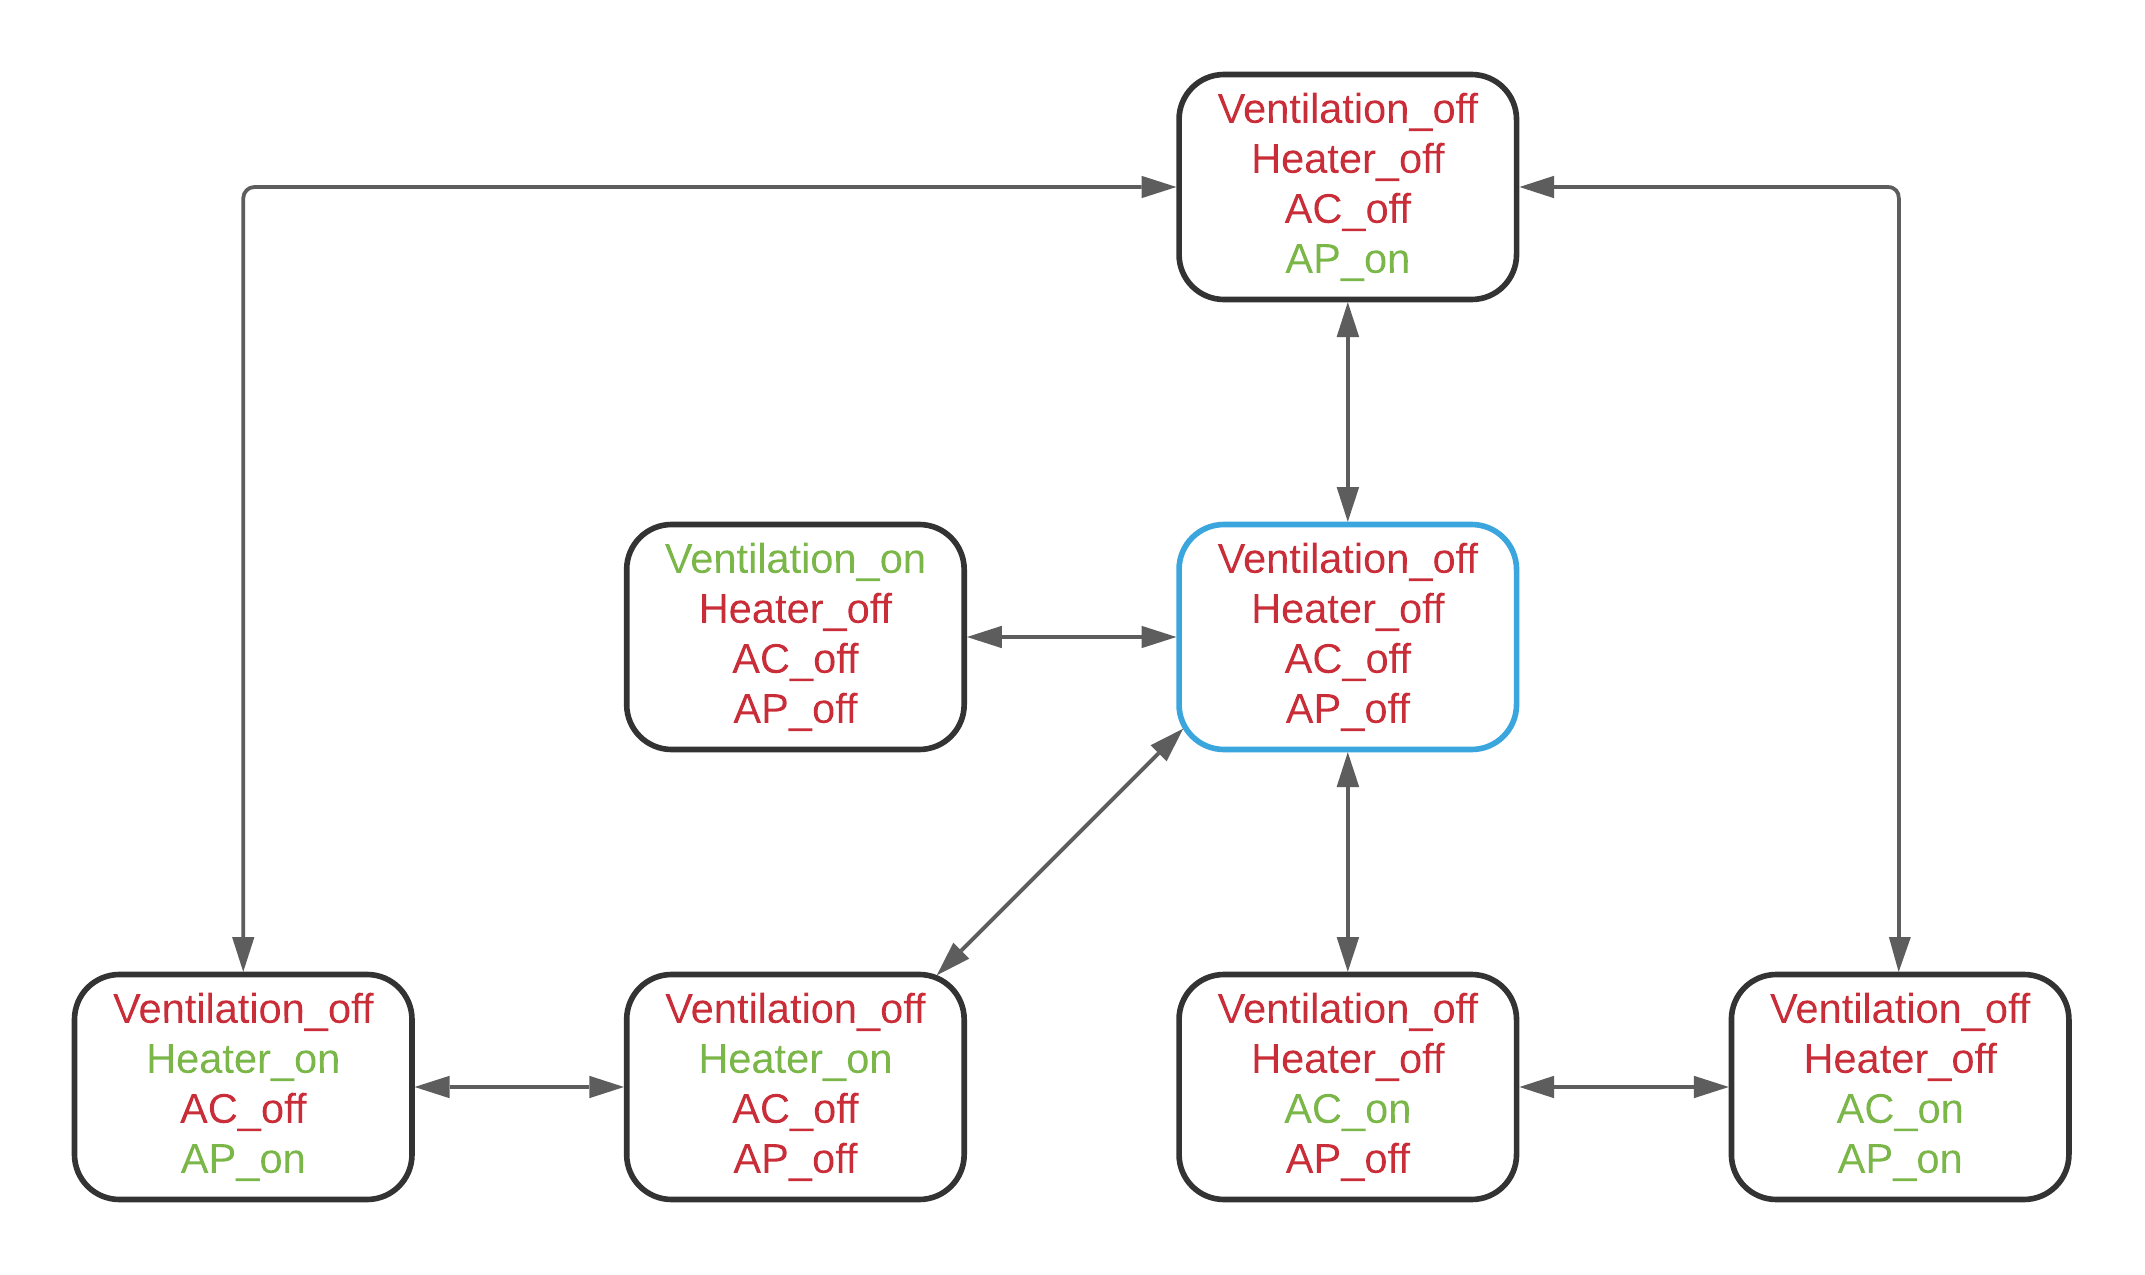 Ventilation_off
Heater_off
AC_off
AP_on
Ventilation_on
Heater_off
AC_off
AP_off
Ventilation_off
Heater_off
AC_off
AP_off
Ventilation_off
Heater_on
AC_off
AP_on
Ventilation_off
Heater_on
AC_off
AP_off
Ventilation_off
Heater_off
AC_on
AP_off
Ventilation_off
Heater_off
AC_on
AP_on